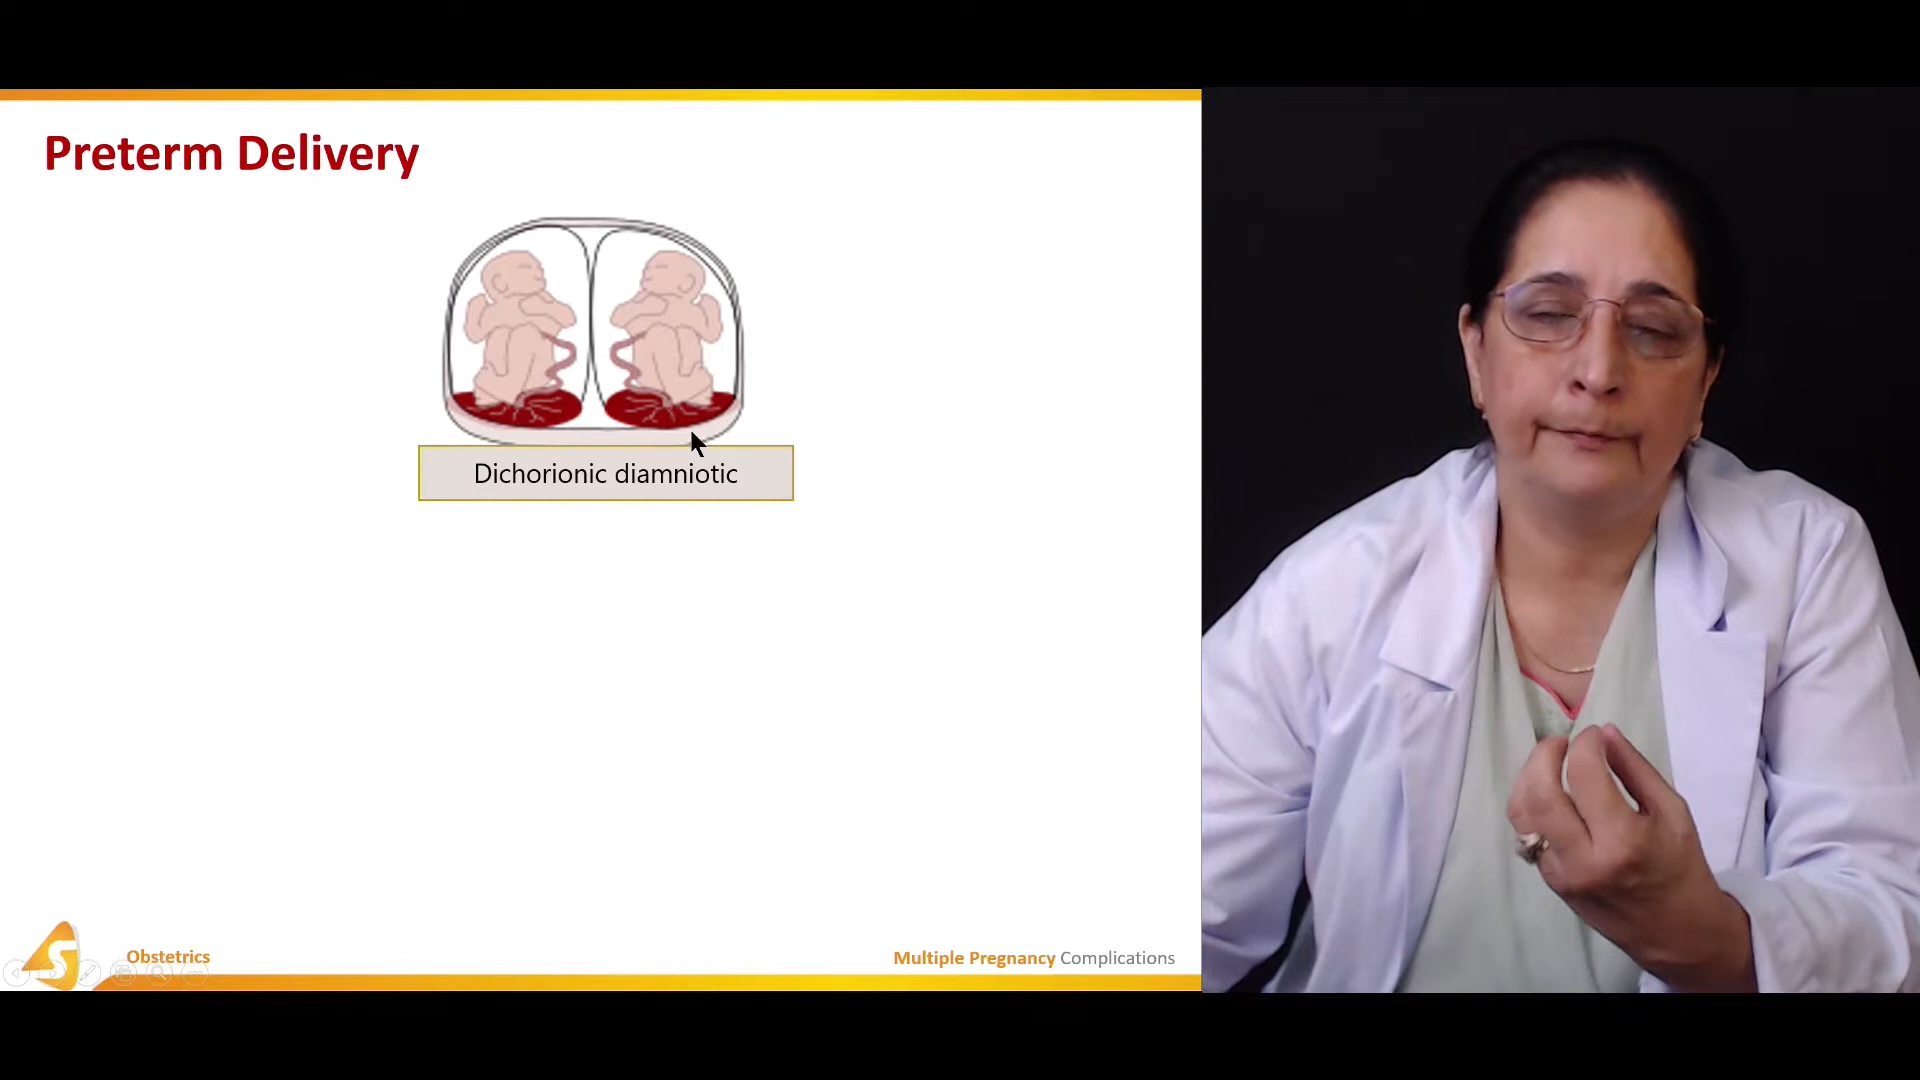 Preterm Delivery
Dichorionic diamniotic
Obstetrics
Multiple Pregnancy Complications